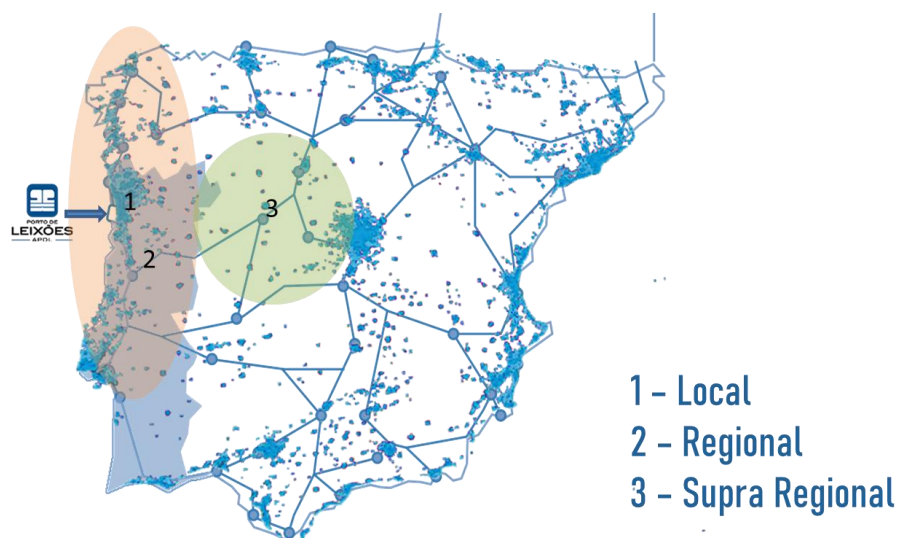 PORTO DE
LEIXÕES
APDL
1
2
3
1 – Local
2 – Regional
3 – Supra Regional